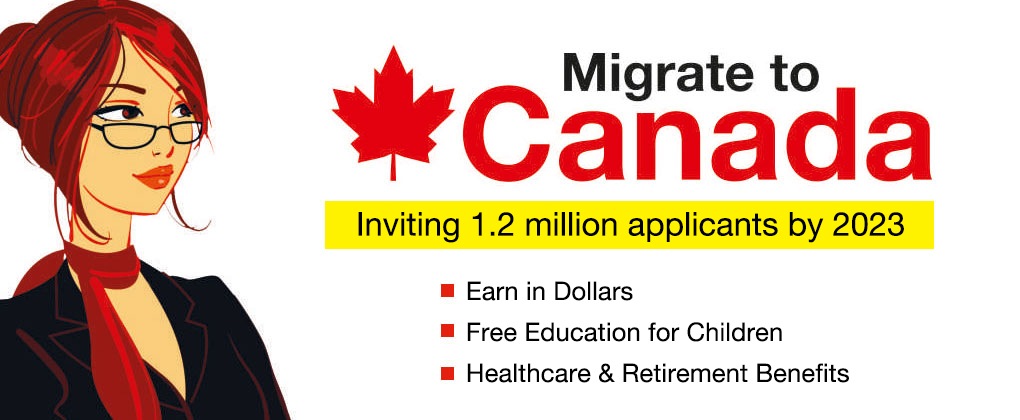 Migrate to
Canada
Inviting 1.2 million applicants by 2023
Earn in Dollars
Free Education for Children
Healthcare & Retirement Benefits